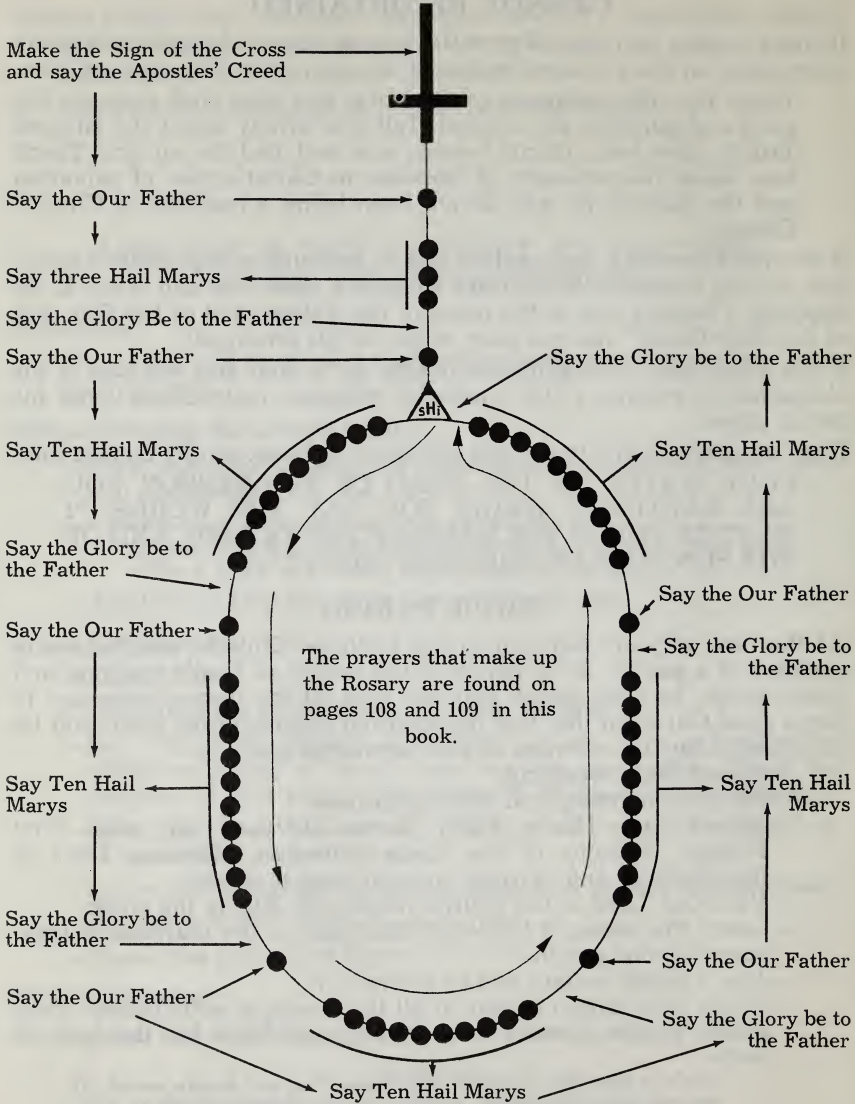 Make the Sign of the Cross
and say the Apostles' Creed
Say the Our Father
Say three Hail Marys
Say the Glory Be to the Father
Say the Our Father
Say the Glory be to the Father
sHi
Say Ten Hail Marys
Say Ten Hail Marys
Say the Glory be to
the Father
Say the Our Father
Say the Our Father
Say the Glory be to
the Father
The prayers that make up
the Rosary are found on
pages 108 and 109 in this
book.
Say Ten Hail
Marys
Say Ten Hail
Marys
Say the Glory be to
the Father
Say the Our Father
Say the Our Father
Say the Glory be to
the Father
Say Ten Hail Marys